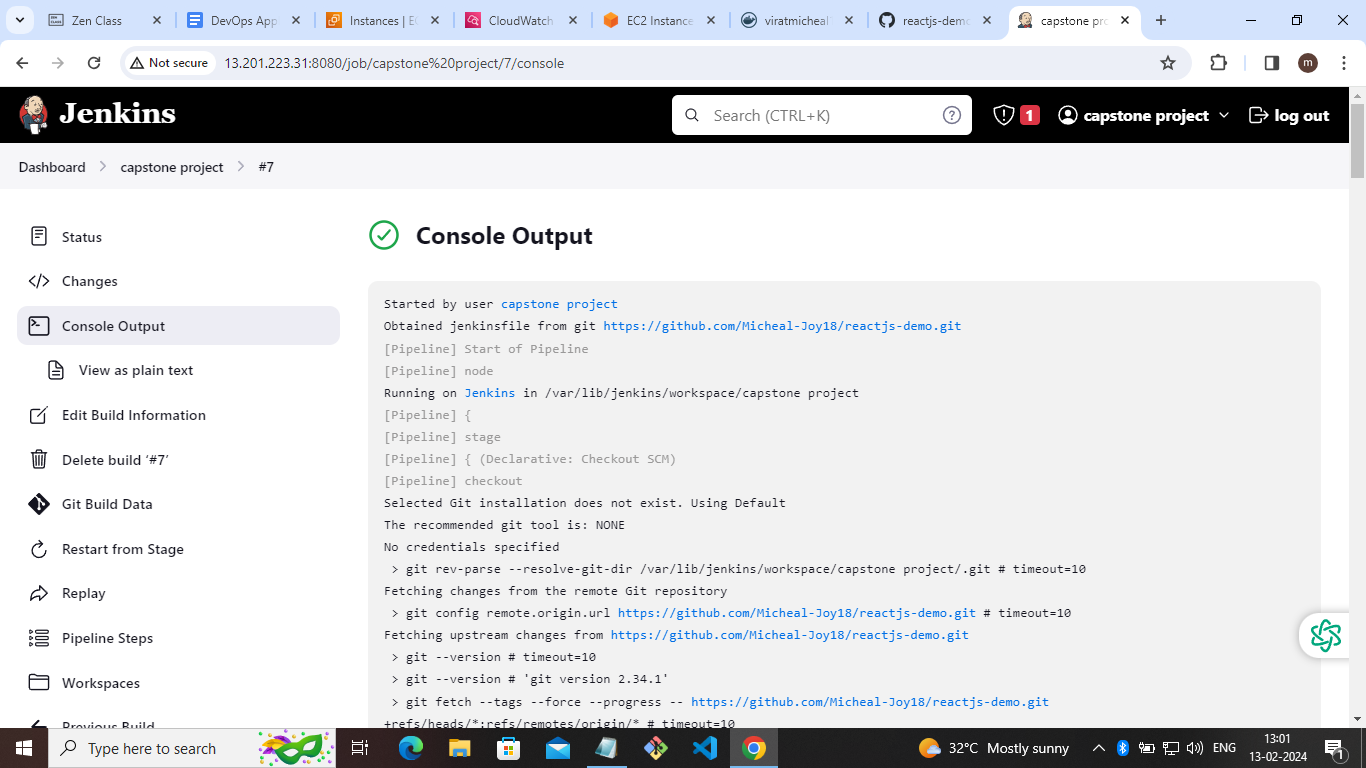 Zen Class
DevOps App
Instances | EC
CloudWatch
EC2 Instance
viratmicheal
reactjs-demo
capstone pro
Not secure
13.201.223.31:8080/job/capstone%20project/7/console
m
Jenkins
Search (CTRL+K)
1
capstone project
log out
Dashboard
capstone project
#7
Status
Changes
Console Output
View as plain text
Edit Build Information
Delete build ‘#7’
Git Build Data
Restart from Stage
Replay
Pipeline Steps
Workspaces
Previous Build
Console Output
Started by user capstone project
Obtained jenkinsfile from git https://github.com/Micheal-Joy18/reactjs-demo.git
[Pipeline] Start of Pipeline
[Pipeline] node
Running on Jenkins in /var/lib/jenkins/workspace/capstone project
[Pipeline] {
[Pipeline] stage
[Pipeline] { (Declarative: Checkout SCM)
[Pipeline] checkout
Selected Git installation does not exist. Using Default
The recommended git tool is: NONE
No credentials specified
> git rev-parse --resolve-git-dir /var/lib/jenkins/workspace/capstone project/.git # timeout=10
Fetching changes from the remote Git repository
> git config remote.origin.url https://github.com/Micheal-Joy18/reactjs-demo.git # timeout=10
Fetching upstream changes from https://github.com/Micheal-Joy18/reactjs-demo.git
> git --version # timeout=10
> git --version # 'git version 2.34.1'
> git fetch --tags --force --progress -- https://github.com/Micheal-Joy18/reactjs-demo.git
+refs/heads/*:refs/remotes/origin/* # timeout=10
Type here to search
32°C Mostly sunny
ENG
13:01
13-02-2024
1